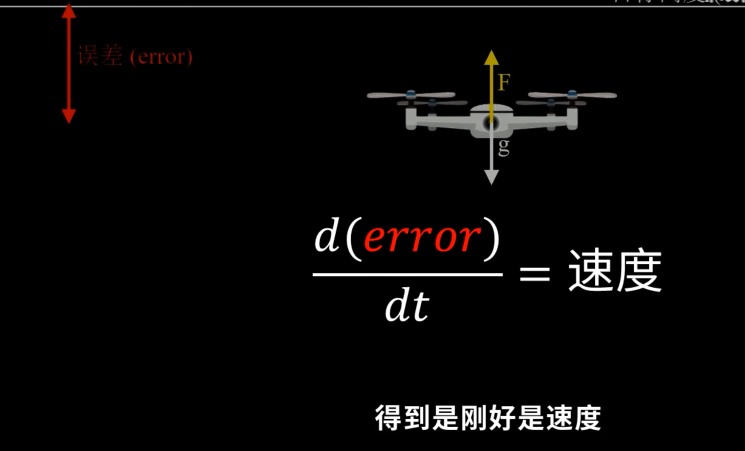 误差 (error)
F
g
d(error)
dt
= 速度
得到是刚好是速度